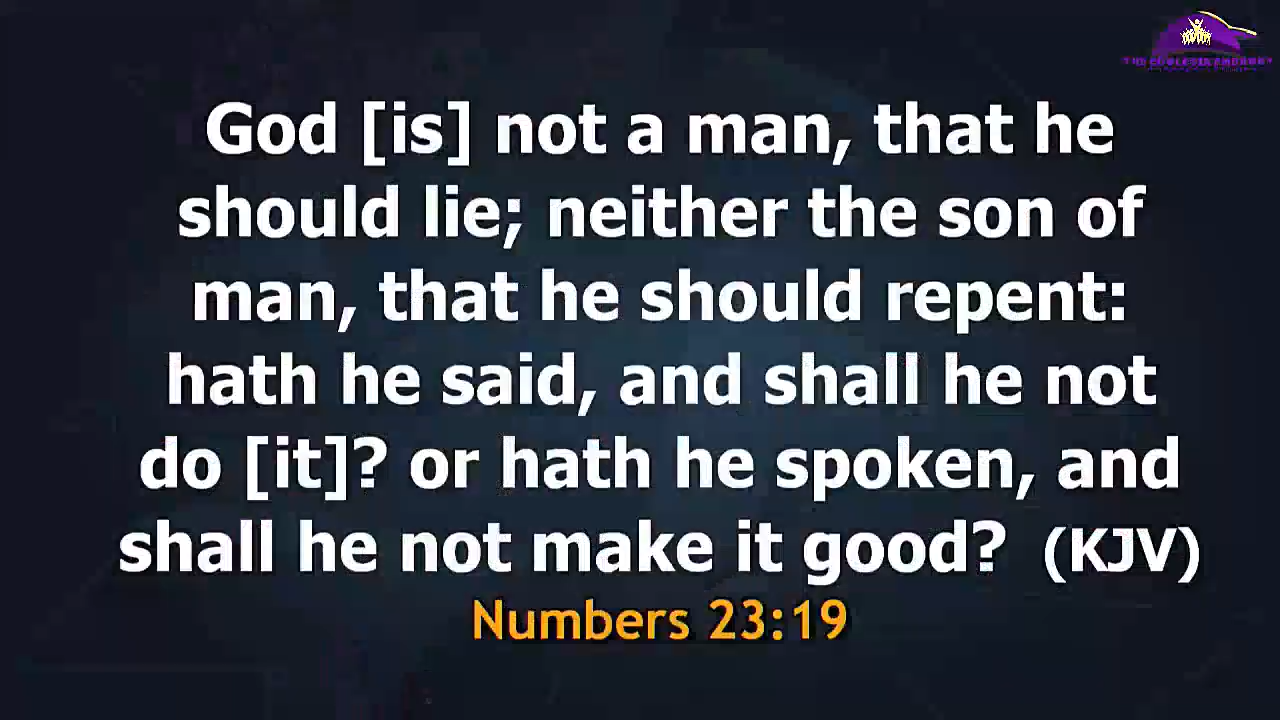 God [is] not a man, that he
should lie; neither the son of
man, that he should repent:
hath he said, and shall he not
do [it]? or hath he spoken, and
shall he not make it good? (KJV)
Numbers 23:19